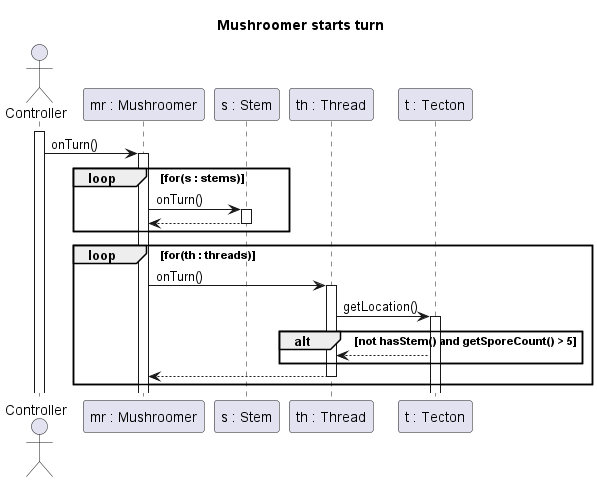 Mushroomer starts turn
Controller
mr : Mushroomer
s : Stem
th : Thread
t : Tecton
onTurn()
loop
[for(s : stems)]
onTurn()
loop
[for(th : threads)]
onTurn()
getLocation()
alt
[not hasStem() and getSporeCount() > 5]
Controller
mr : Mushroomer
s : Stem
th : Thread
t : Tecton